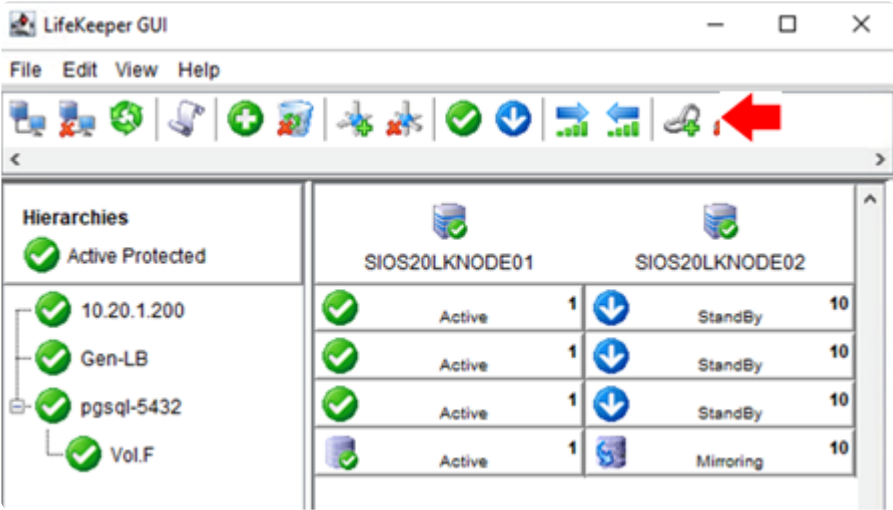 LifeKeeper GUI
File Edit View Help
Hierarchies
Active Protected
SIOS20LKNODE01
SIOS20LKNODE02
10.20.1.200
Active 1
StandBy 10
Gen-LB
Active 1
StandBy 10
pgsql-5432
Active 1
StandBy 10
Vol.F
Active 1
Mirroring 10